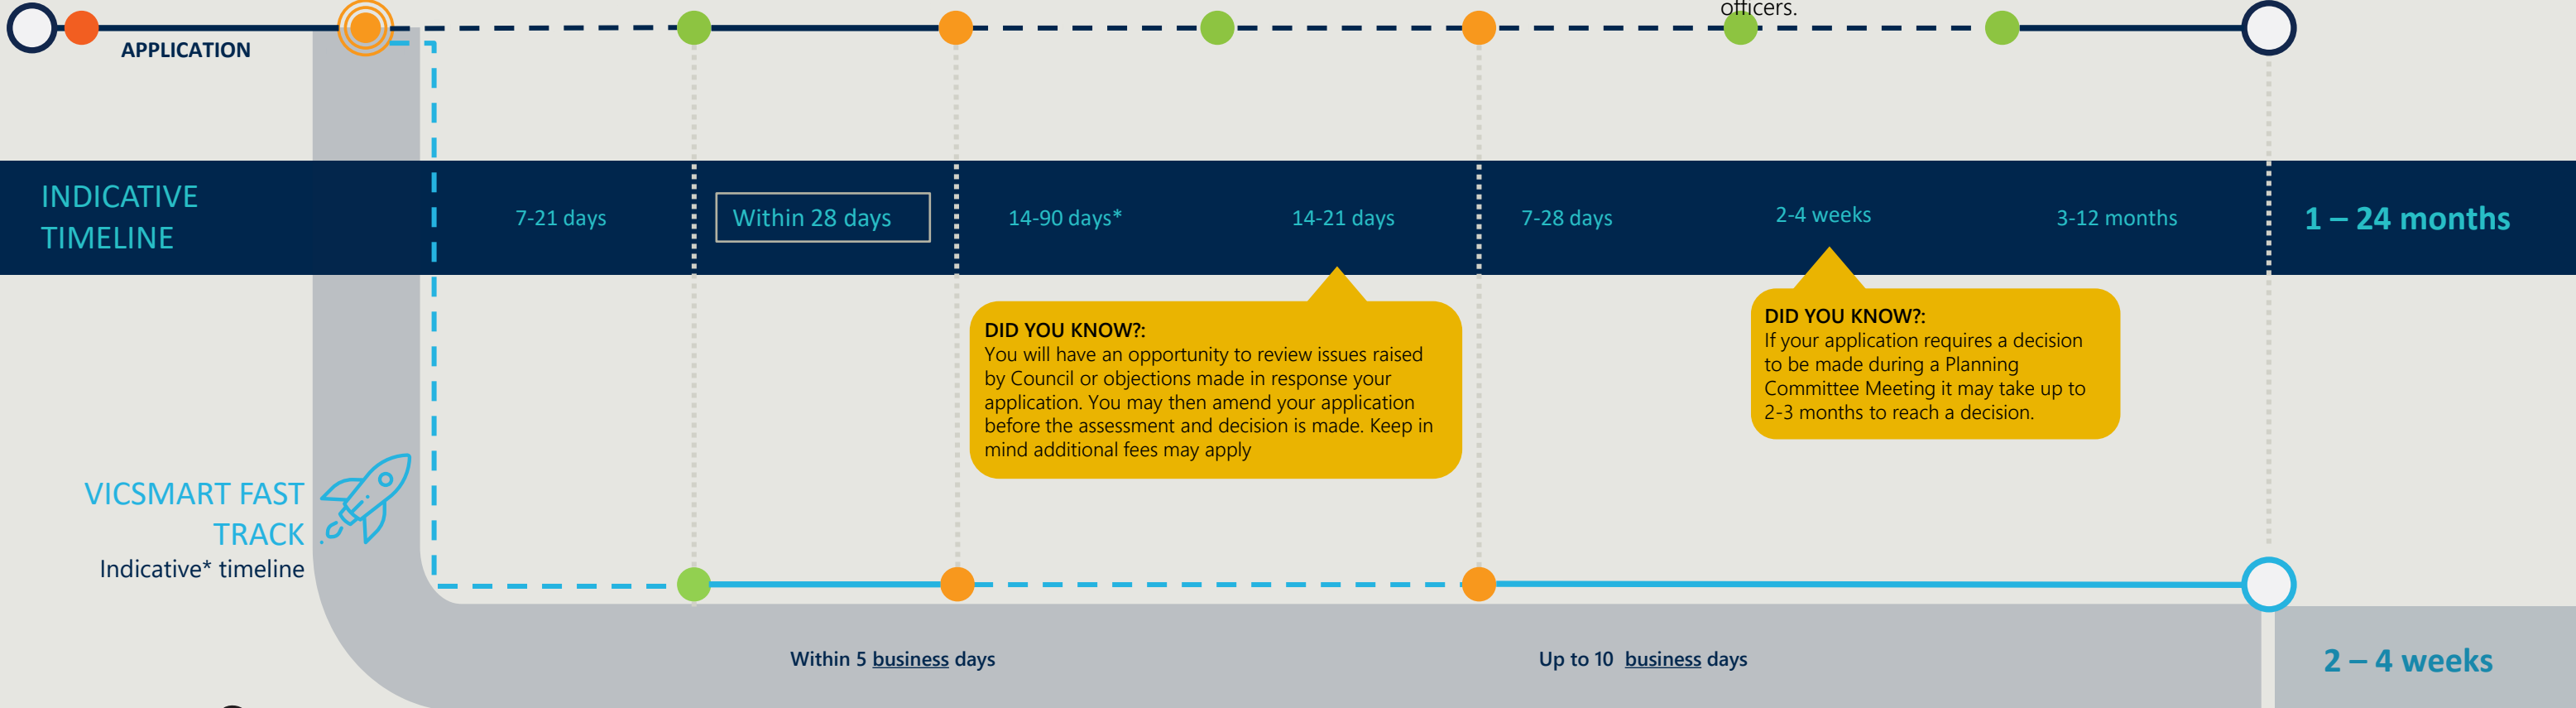 officers.
APPLICATION
INDICATIVE
TIMELINE
7-21 days
Within 28 days
14-90 days*
14-21 days
7-28 days
2-4 weeks
3-12 months
1 – 24 months
DID YOU KNOW?:
You will have an opportunity to review issues raised
by Council or objections made in response your
application. You may then amend your application
before the assessment and decision is made. Keep in
mind additional fees may apply
DID YOU KNOW?:
If your application requires a decision
to be made during a Planning
Committee Meeting it may take up to
2-3 months to reach a decision.
VICSMART FAST
TRACK
Indicative* timeline
Within 5 business days
Up to 10 business days
2 – 4 weeks